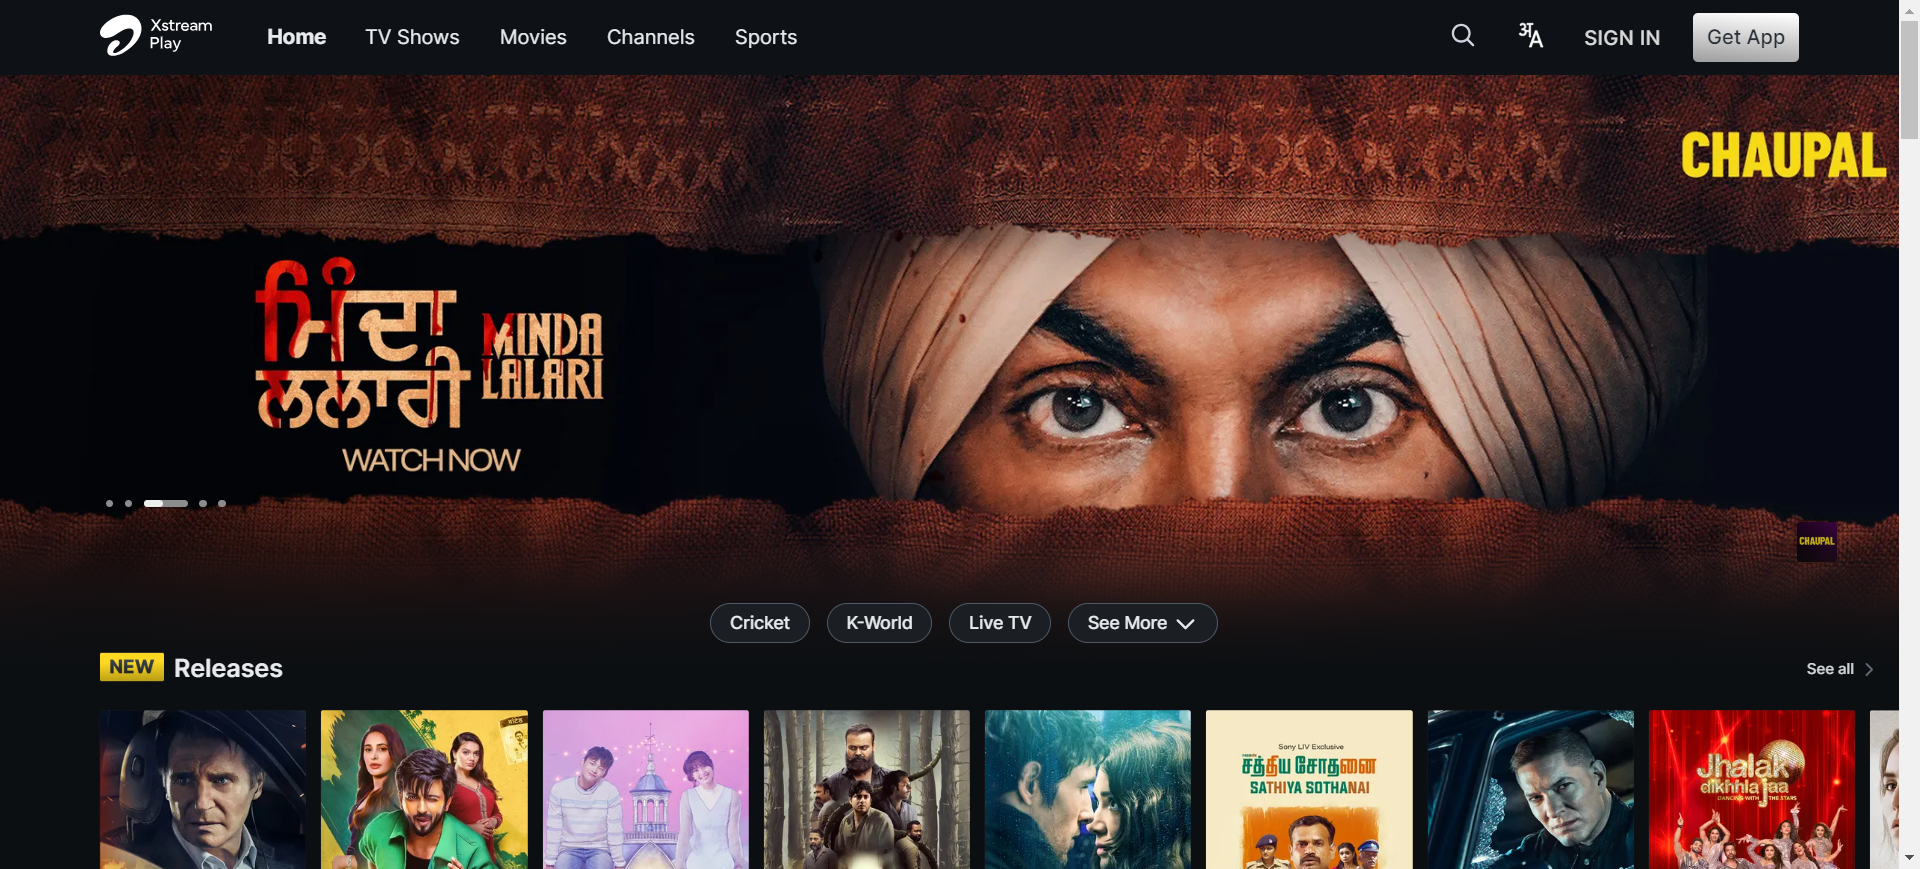 Xstream
Play
Home
TV Shows
Movies
Channels
Sports
अA
SIGN IN
Get App
CHAUPAL
ਮਿੰਦਾ
ਲਲਾਰੀ
MINDA
LALARI
WATCH NOW
CHAUPAL
Cricket
K-World
Live TV
See More
NEW Releases
See all
Sony LIV Exclusive
சத்திய சோதனை
SATHIYA SOTHANAI
Jhalak
dikhhla jaa
DANCING WITH THE STARS